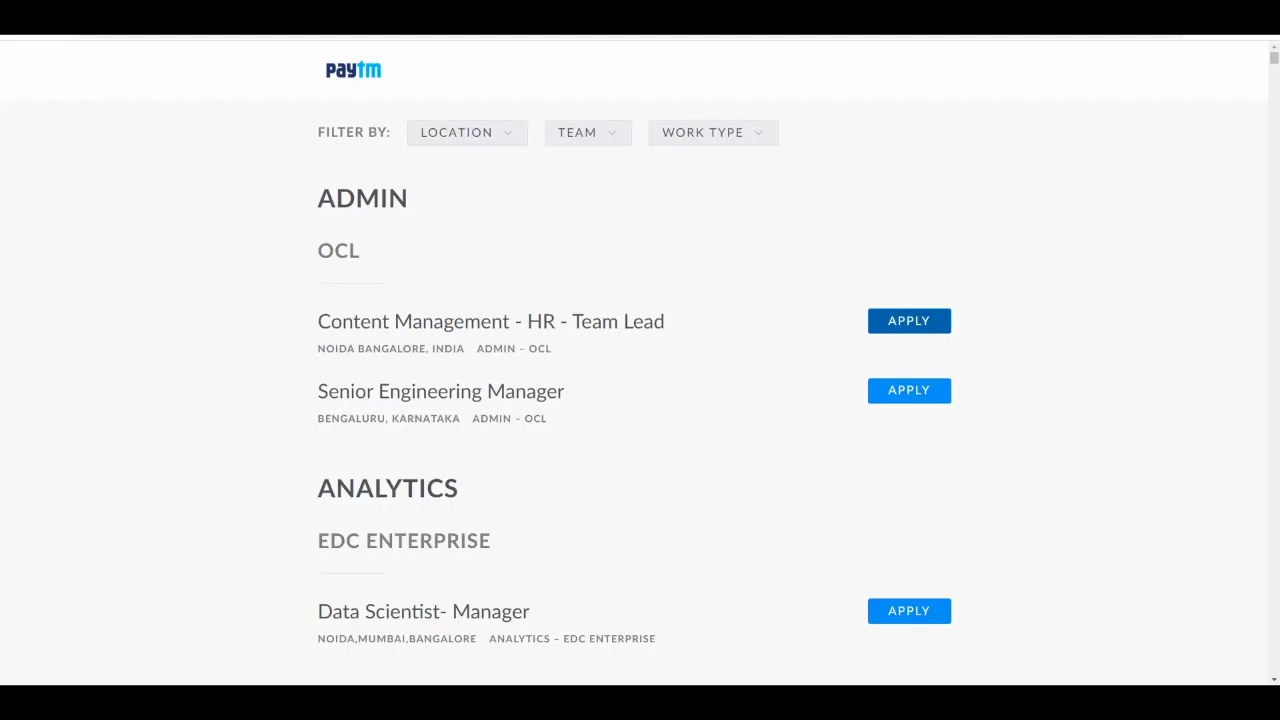 paytm
FILTER BY: LOCATION TEAM WORK TYPE
ADMIN
OCL
Content Management - HR - Team Lead APPLY
NOIDA BANGALORE, INDIA ADMIN – OCL
Senior Engineering Manager APPLY
BENGALURU, KARNATAKA ADMIN – OCL
ANALYTICS
EDC ENTERPRISE
Data Scientist- Manager APPLY
NOIDA,MUMBAI,BANGALORE ANALYTICS – EDC ENTERPRISE